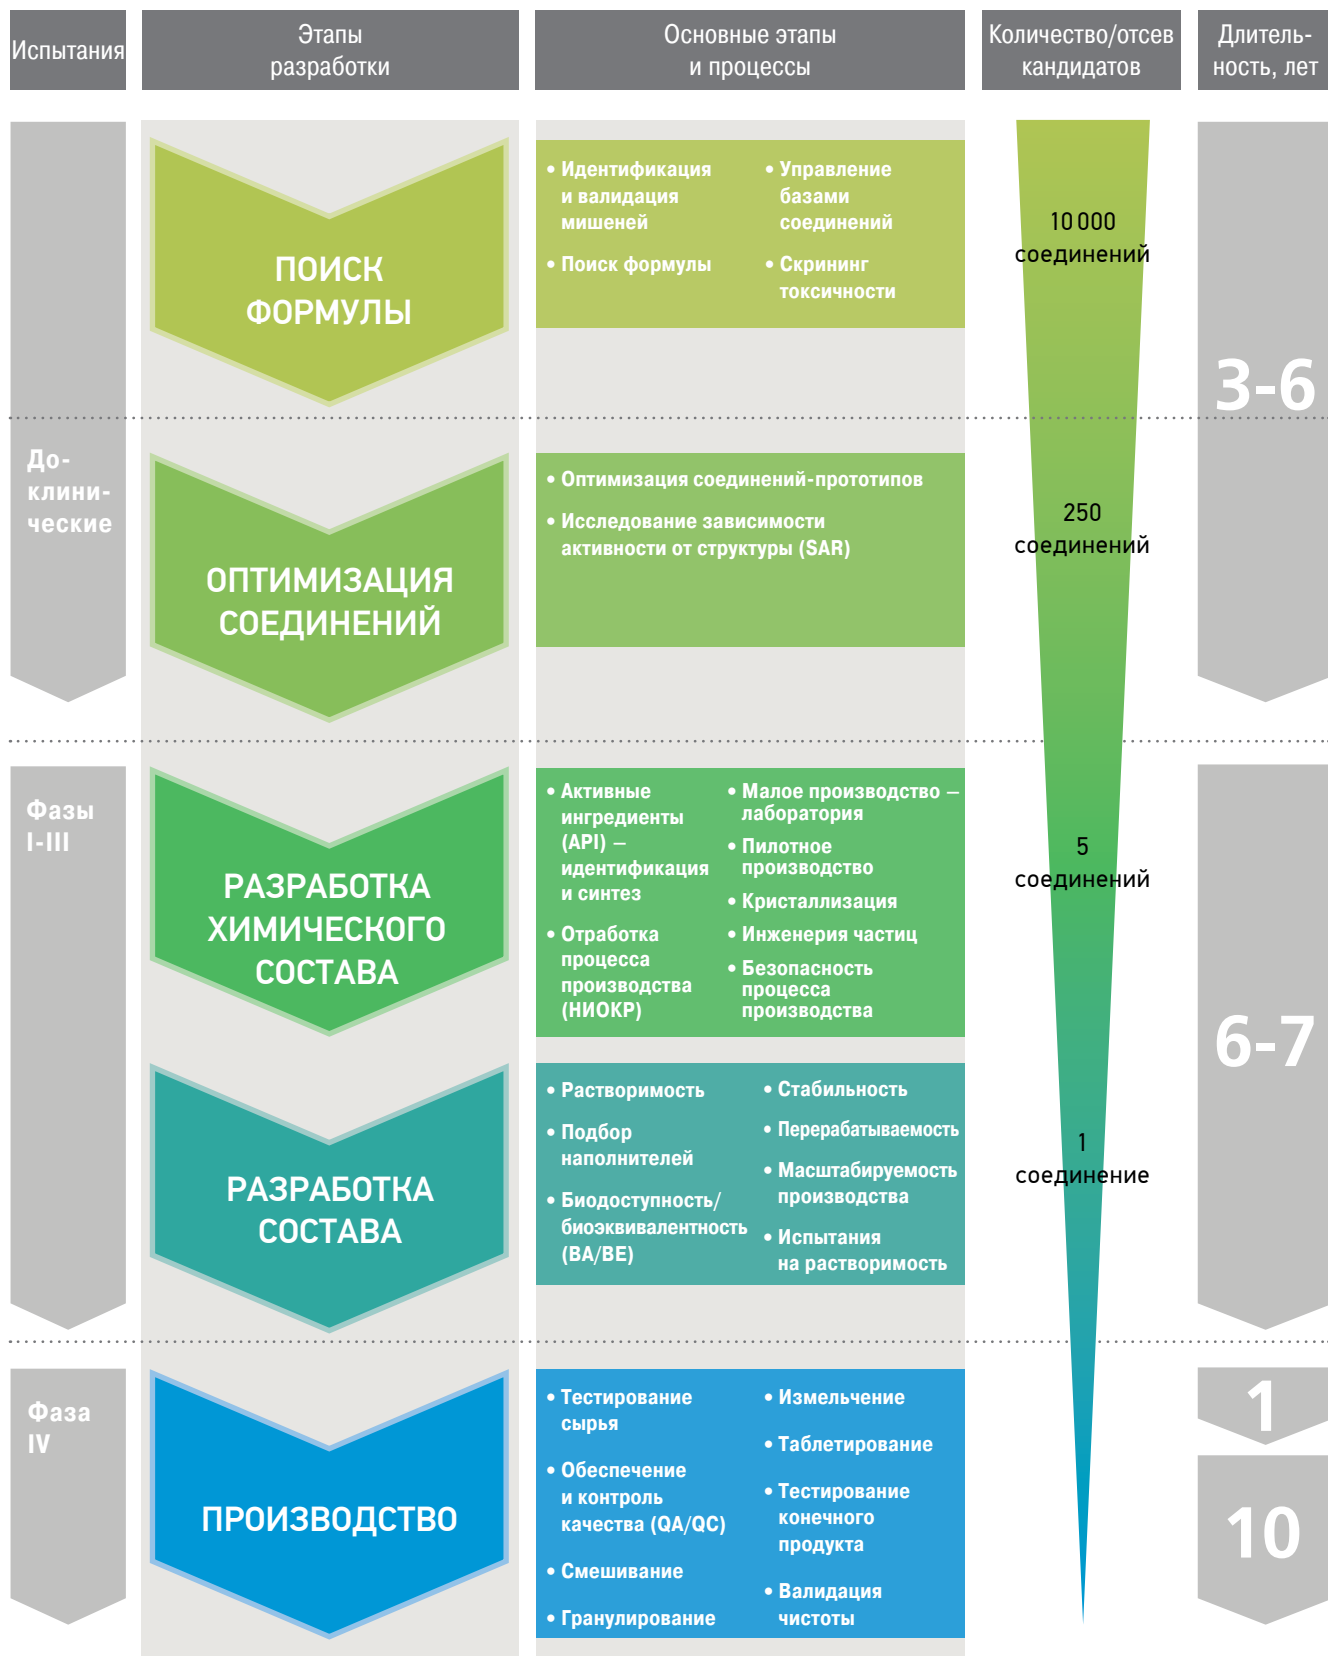 Испытания
Этапы
разработки
Основные этапы
и процессы
Количество/отсев
кандидатов
Длитель-
ность, лет
До-
клини-
ческие
ПОИСК
ФОРМУЛЫ
• Идентификация
и валидация
мишеней
• Поиск формулы
• Управление
базами
соединений
• Скрининг
токсичности
10 000
соединений
3-6
ОПТИМИЗАЦИЯ
СОЕДИНЕНИЙ
• Оптимизация соединений-прототипов
• Исследование зависимости
активности от структуры (SAR)
250
соединений
Фазы
I-III
РАЗРАБОТКА
ХИМИЧЕСКОГО
СОСТАВА
• Активные
ингредиенты
(API) –
идентификация
и синтез
• Отработка
процесса
производства
(НИОКР)
• Малое производство –
лаборатория
• Пилотное
производство
• Кристаллизация
• Инженерия частиц
• Безопасность
процесса
производства
5
соединений
6-7
РАЗРАБОТКА
СОСТАВА
• Растворимость
• Подбор
наполнителей
• Биодоступность/
биоэквивалентность
(BA/BE)
• Стабильность
• Перерабатываемость
• Масштабируемость
производства
• Испытания
на растворимость
1
соединение
Фаза
IV
ПРОИЗВОДСТВО
• Тестирование
сырья
• Обеспечение
и контроль
качества (QA/QC)
• Смешивание
• Гранулирование
• Измельчение
• Таблетирование
• Тестирование
конечного
продукта
• Валидация
чистоты
1
10